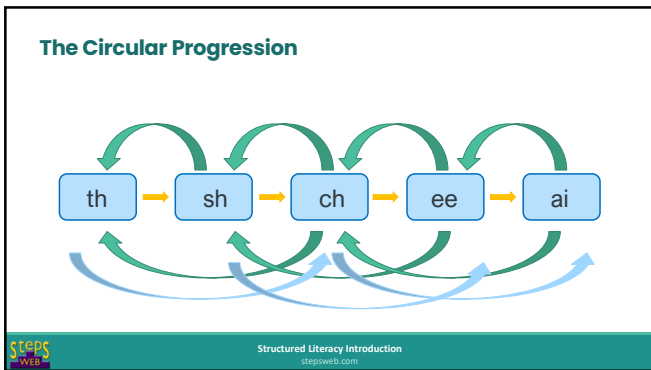 The Circular Progression
th sh ch ee ai
Structured Literacy Introduction
stepsweb.com
StepS
WEB